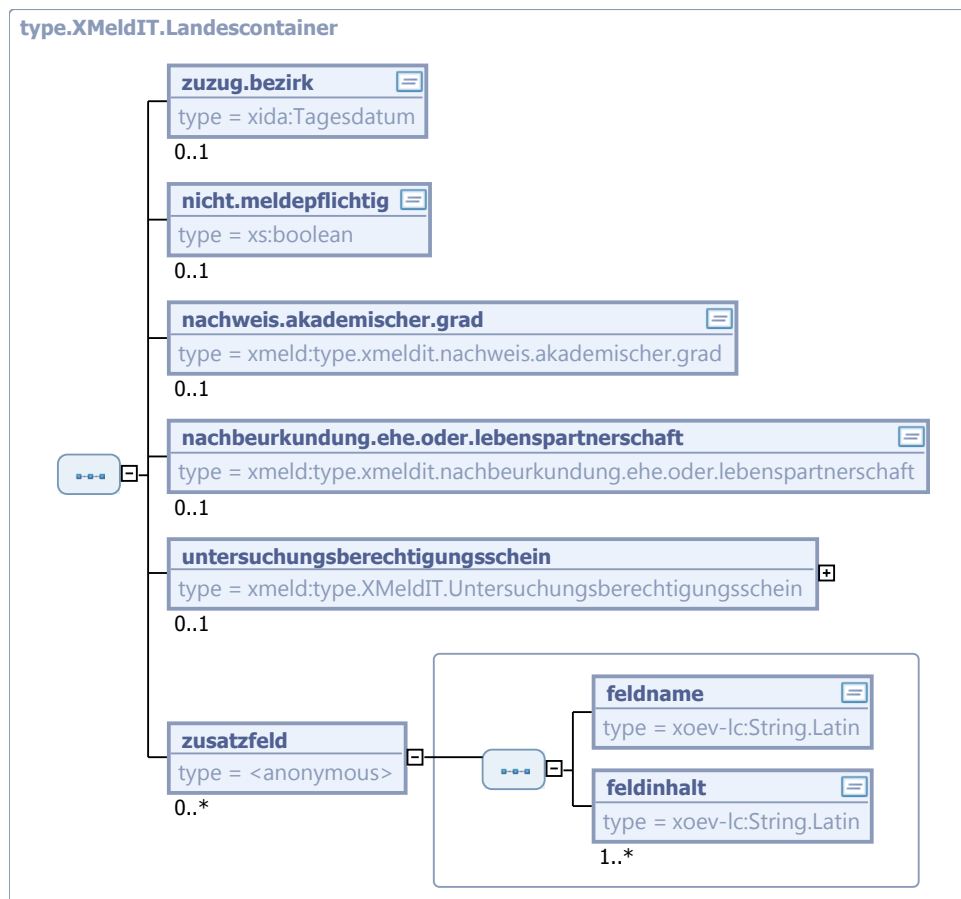 type.XMeldIT.Landescontainer
zuzug.bezirk
type = xida:Tagesdatum
0..1
nicht.meldepflichtig
type = xs:boolean
0..1
nachweis.akademischer.grad
type = xmeld:type.xmeldit.nachweis.akademischer.grad
0..1
nachbeurkundung.ehe.oder.lebenspartnerschaft
type = xmeld:type.xmeldit.nachbeurkundung.ehe.oder.lebenspartnerschaft
0..1
untersuchungsberechtigungsschein
type = xmeld:type.XMeldIT.Untersuchungsberechtigungsschein
0..1
zusatzfeld
type = <anonymous>
0..*
feldname
type = xoev-lc:String.Latin
feldinhalt
type = xoev-lc:String.Latin
1..*